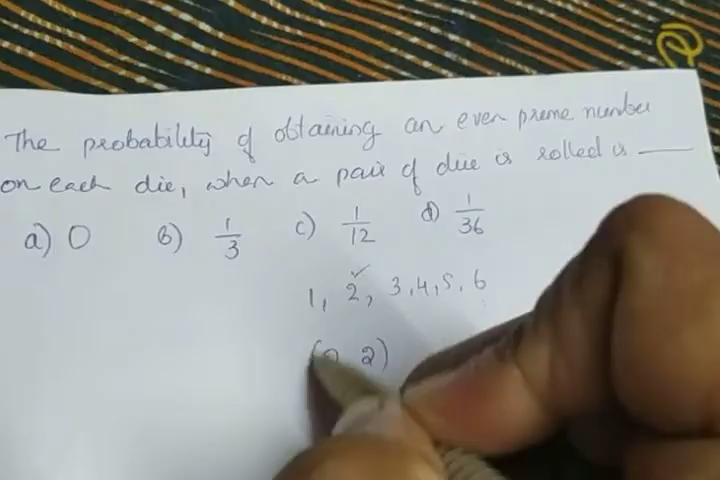 The probability of obtaining an even prime number
on each die, when a pair of dice is rolled is ____
a) 0 b) 1/3 c) 1/12 d) 1/36
1, 2, 3, 4, 5, 6
(2, 2)